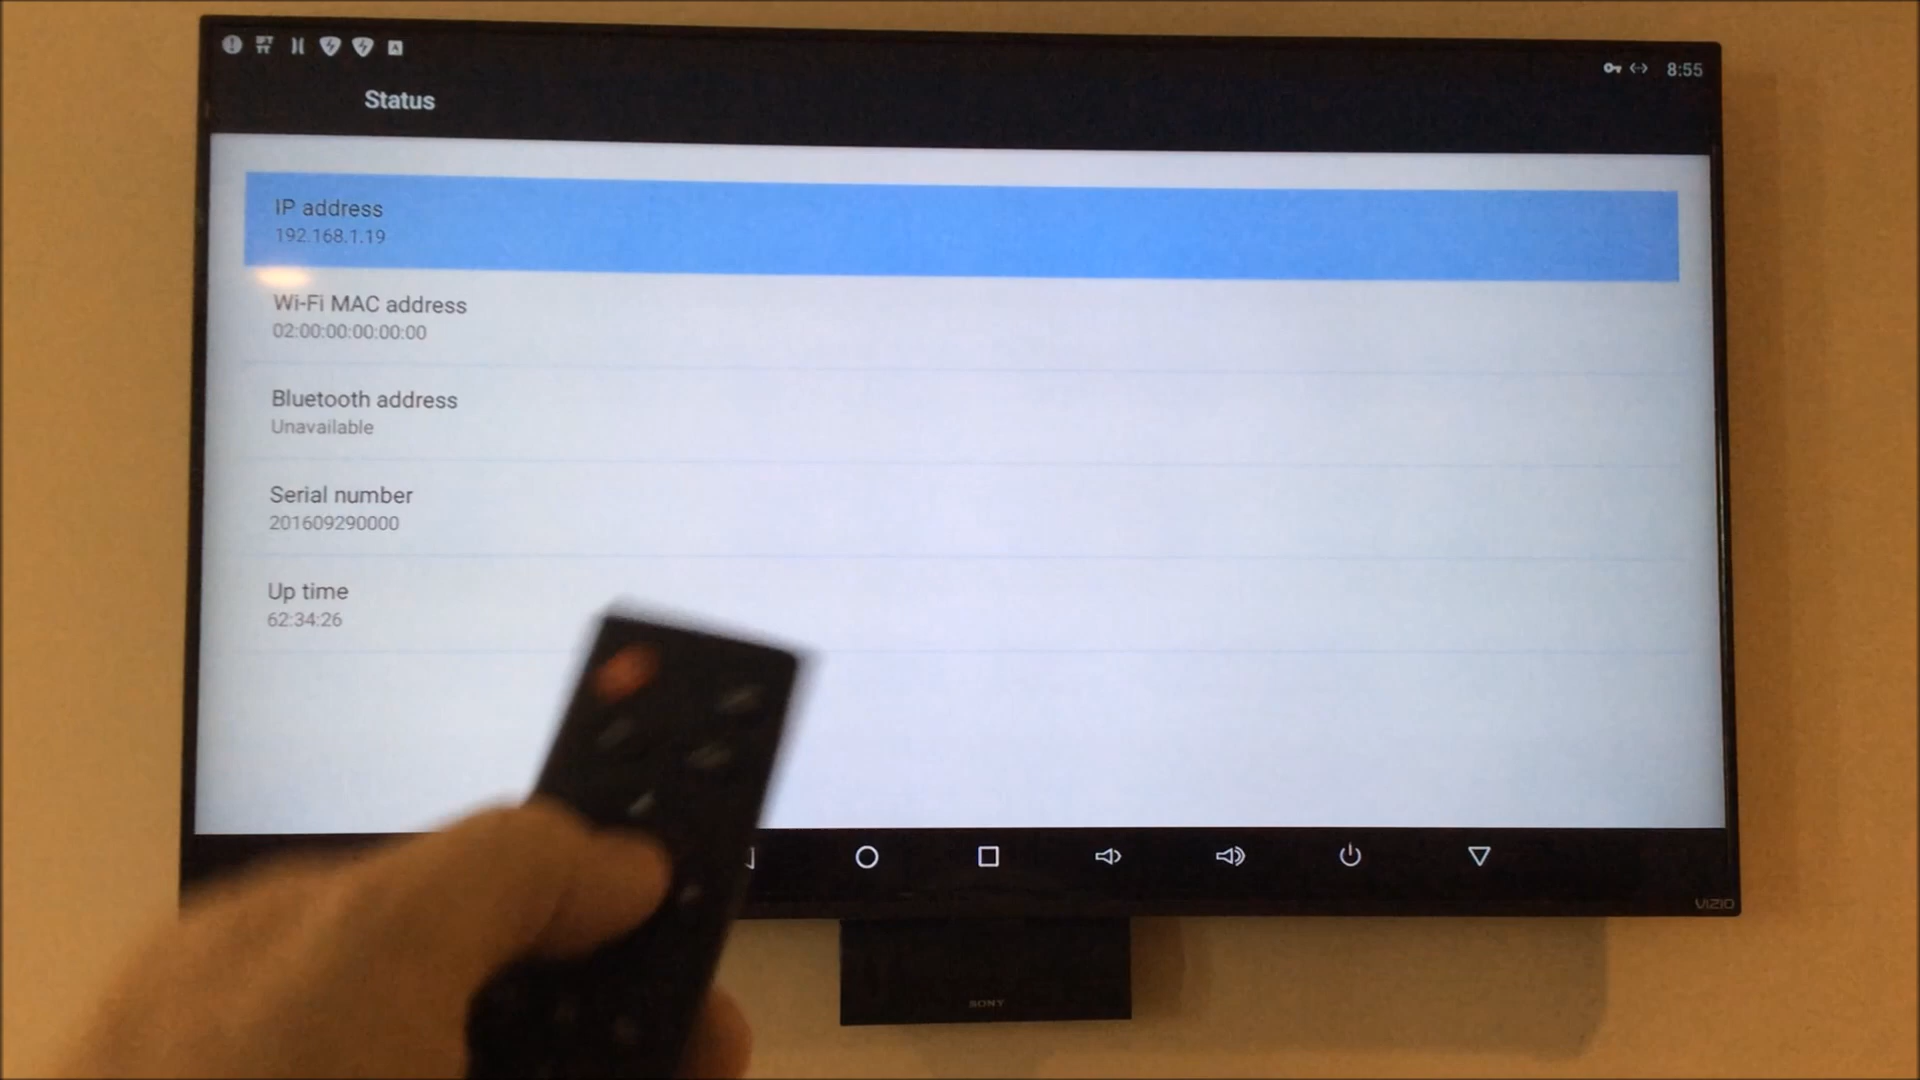 8:55
Status
IP address
192.168.1.19
Wi-Fi MAC address
02:00:00:00:00:00
Bluetooth address
Unavailable
Serial number
201609290000
Up time
62:34:26
VIZIO
SONY